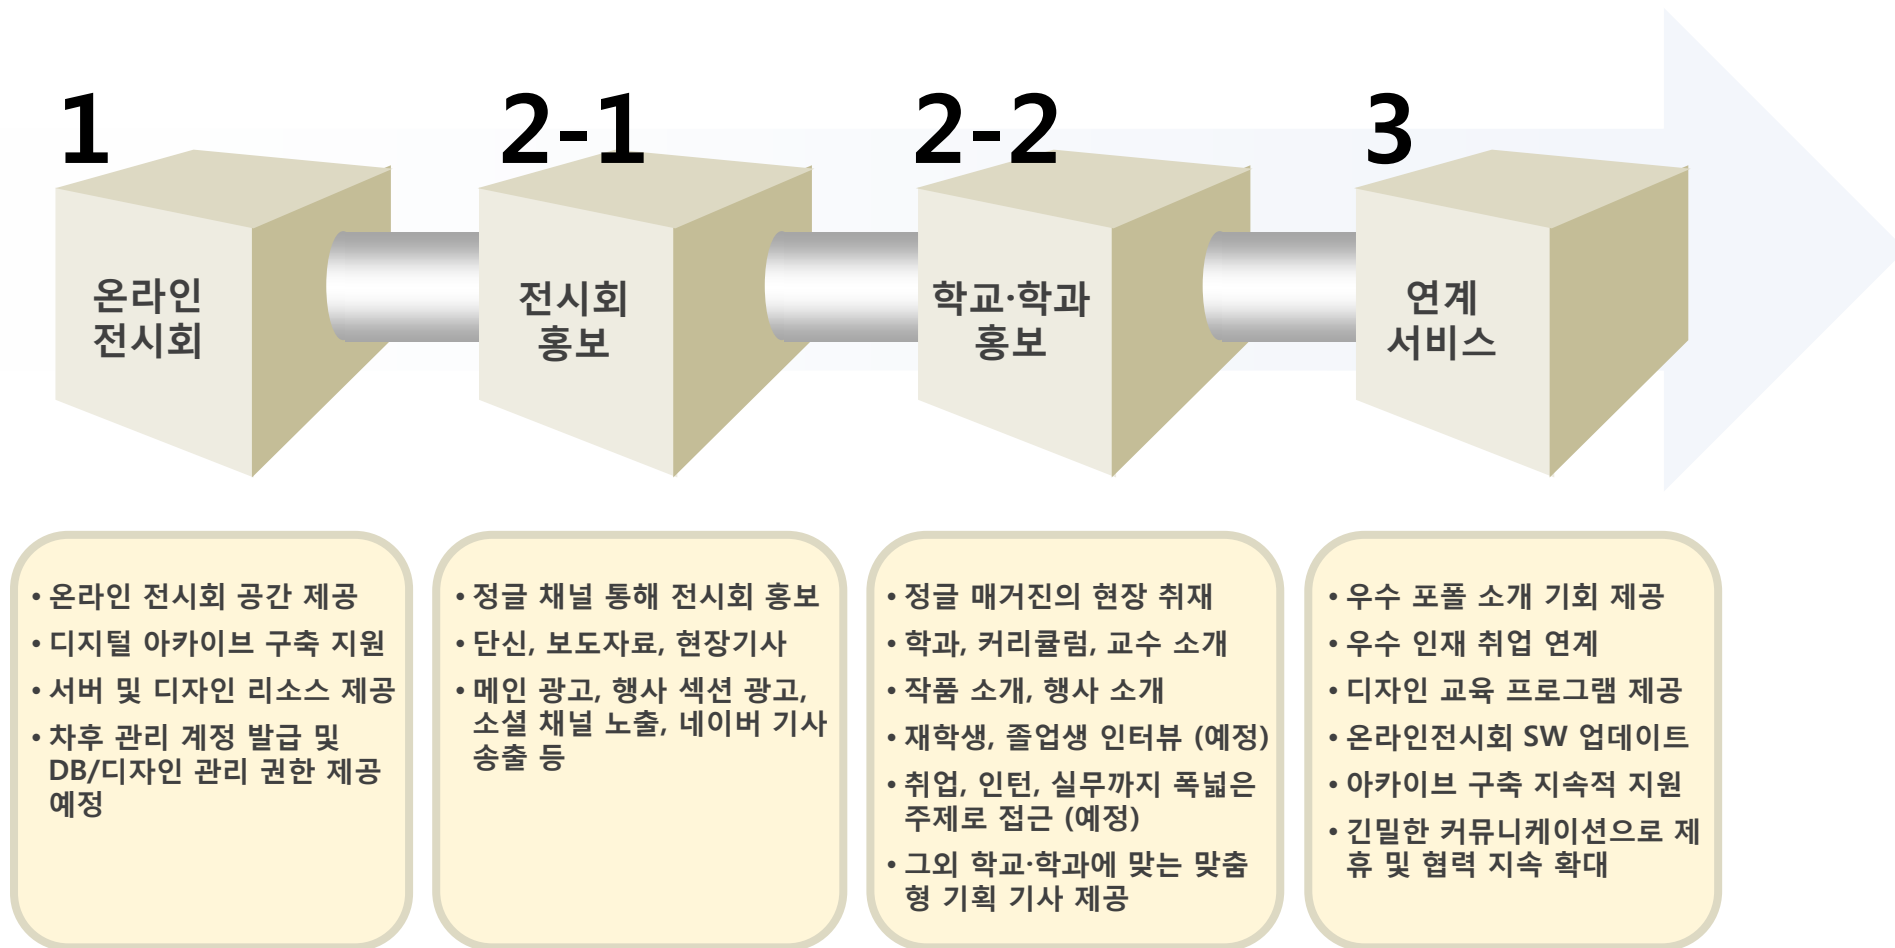 1
온라인
전시회
2-1
전시회
홍보
2-2
학교·학과
홍보
3
연계
서비스
• 온라인 전시회 공간 제공
• 디지털 아카이브 구축 지원
• 서버 및 디자인 리소스 제공
• 차후 관리 계정 발급 및
DB/디자인 관리 권한 제공
예정
• 정글 채널 통해 전시회 홍보
• 단신, 보도자료, 현장기사
• 메인 광고, 행사 섹션 광고,
소셜 채널 노출, 네이버 기사
송출 등
• 정글 매거진의 현장 취재
• 학과, 커리큘럼, 교수 소개
• 작품 소개, 행사 소개
• 재학생, 졸업생 인터뷰 (예정)
• 취업, 인턴, 실무까지 폭넓은
주제로 접근 (예정)
• 그외 학교·학과에 맞는 맞춤
형 기획 기사 제공
• 우수 포폴 소개 기회 제공
• 우수 인재 취업 연계
• 디자인 교육 프로그램 제공
• 온라인전시회 SW 업데이트
• 아카이브 구축 지속적 지원
• 긴밀한 커뮤니케이션으로 제
휴 및 협력 지속 확대